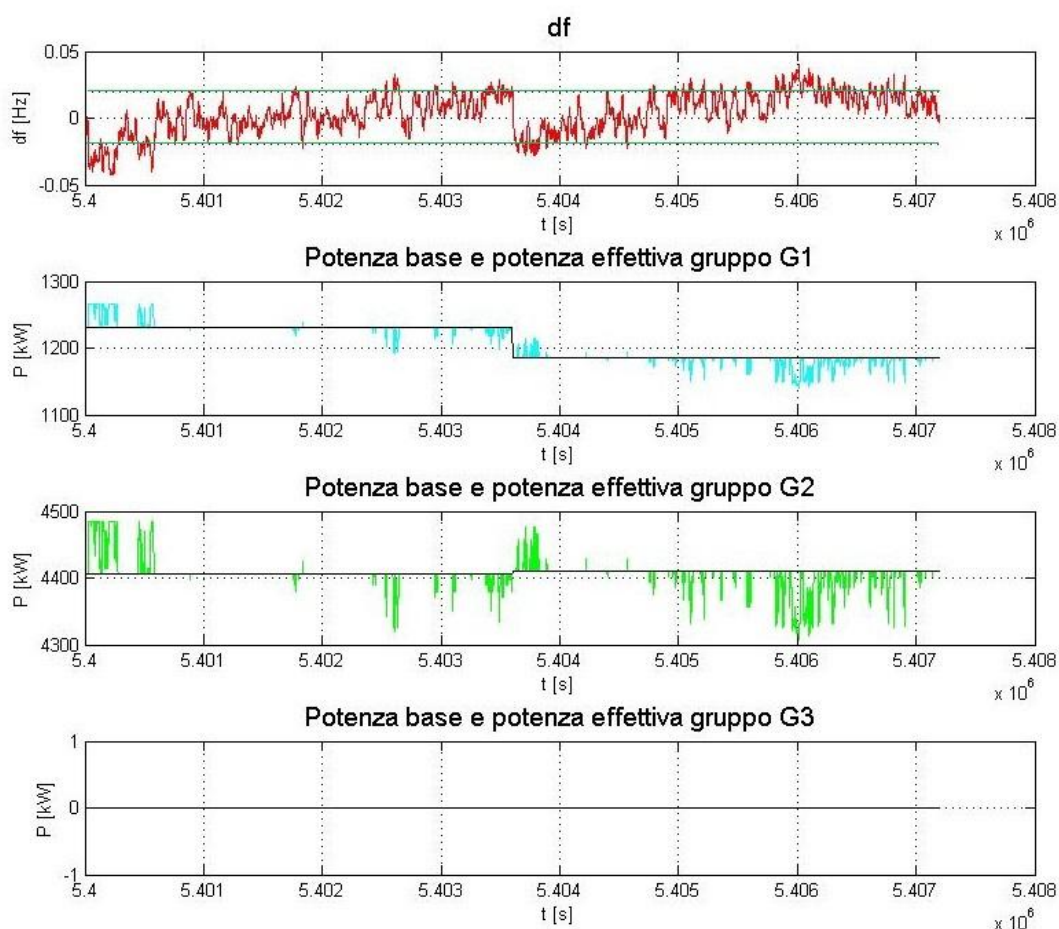 df
0.05
0
-0.05
df [Hz]
5.4 5.401 5.402 5.403 5.404 5.405 5.406 5.407 5.408
t [s]
x 10^6
Potenza base e potenza effettiva gruppo G1
1300
1200
1100
P [kW]
5.4 5.401 5.402 5.403 5.404 5.405 5.406 5.407 5.408
t [s]
x 10^6
Potenza base e potenza effettiva gruppo G2
4500
4400
4300
P [kW]
5.4 5.401 5.402 5.403 5.404 5.405 5.406 5.407 5.408
t [s]
x 10^6
Potenza base e potenza effettiva gruppo G3
1
0
-1
P [kW]
5.4 5.401 5.402 5.403 5.404 5.405 5.406 5.407 5.408
t [s]
x 10^6